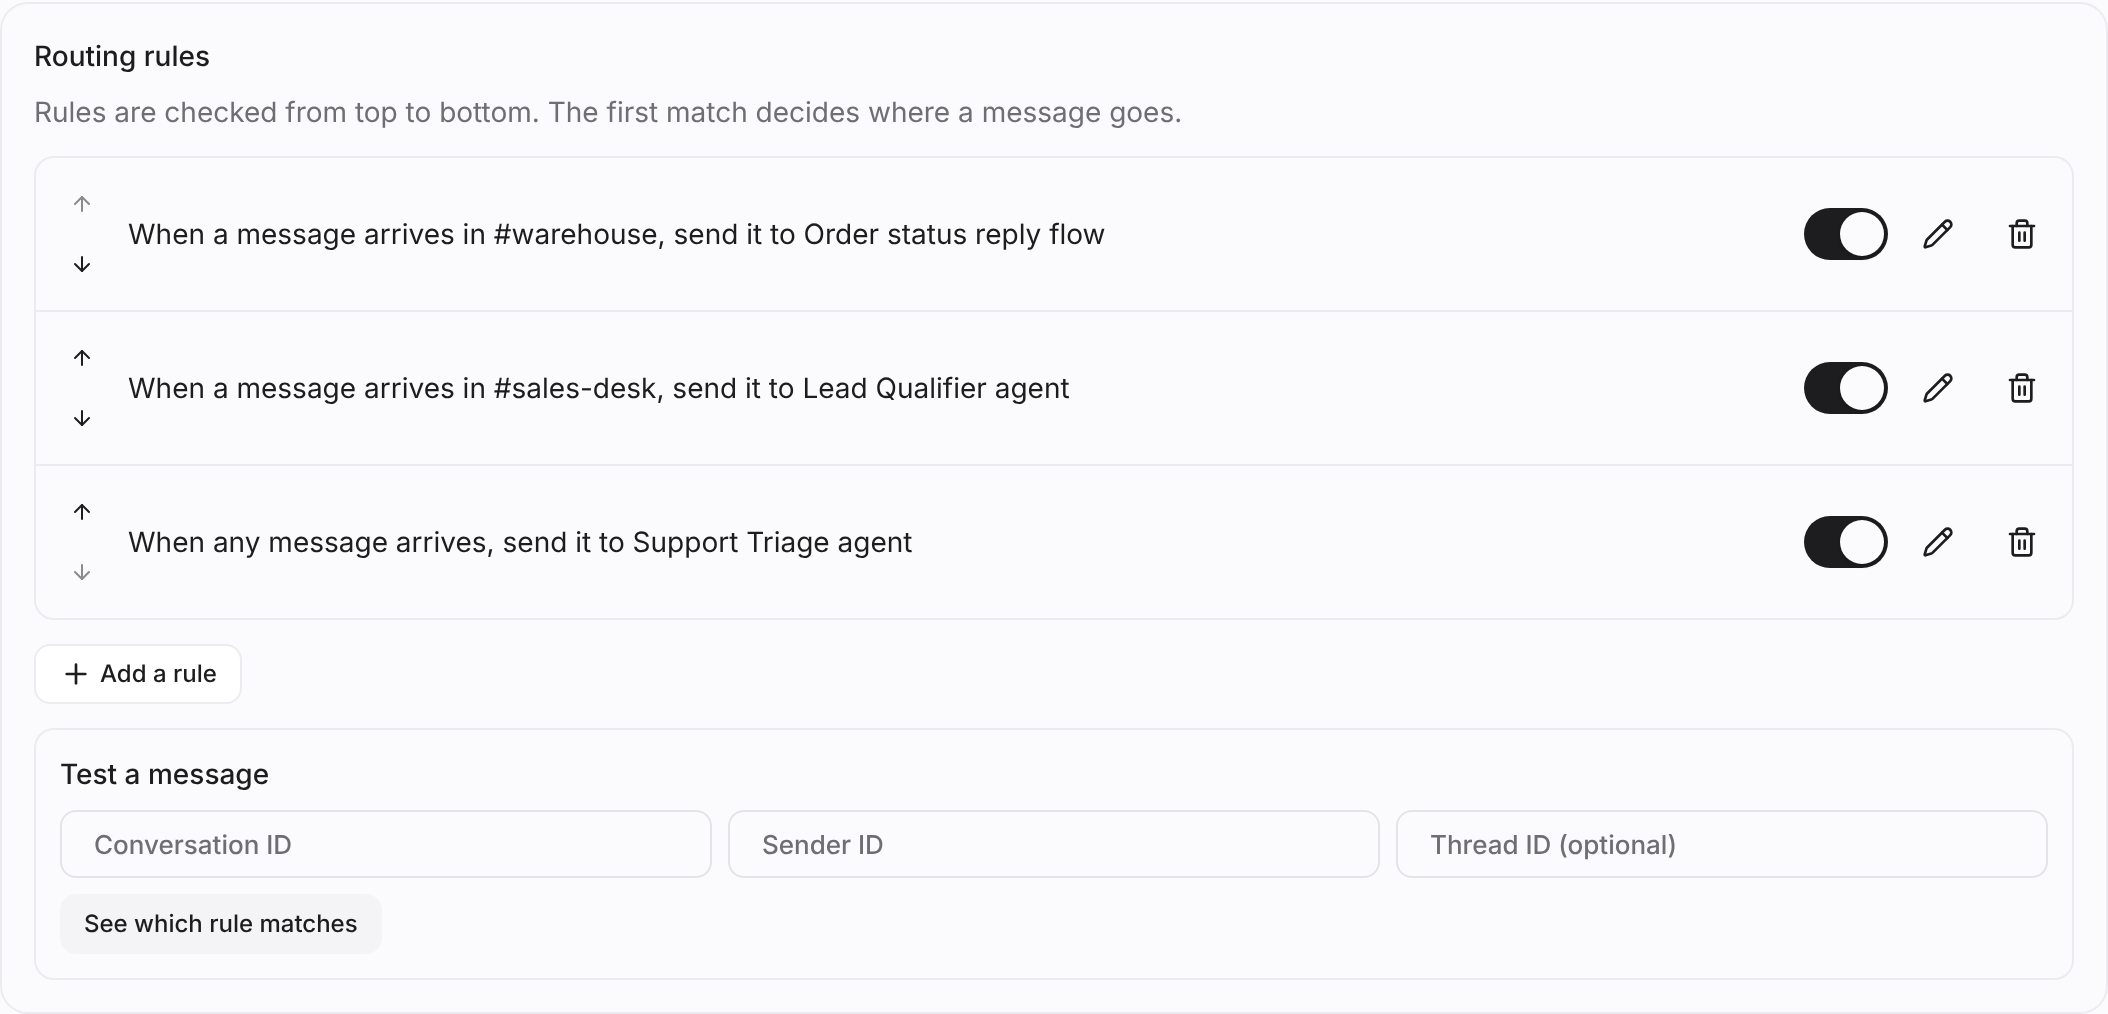 Routing rules
Rules are checked from top to bottom. The first match decides where a message goes.
When a message arrives in #warehouse, send it to Order status reply flow
When a message arrives in #sales-desk, send it to Lead Qualifier agent
When any message arrives, send it to Support Triage agent
Add a rule
Test a message
Conversation ID
Sender ID
Thread ID (optional)
See which rule matches